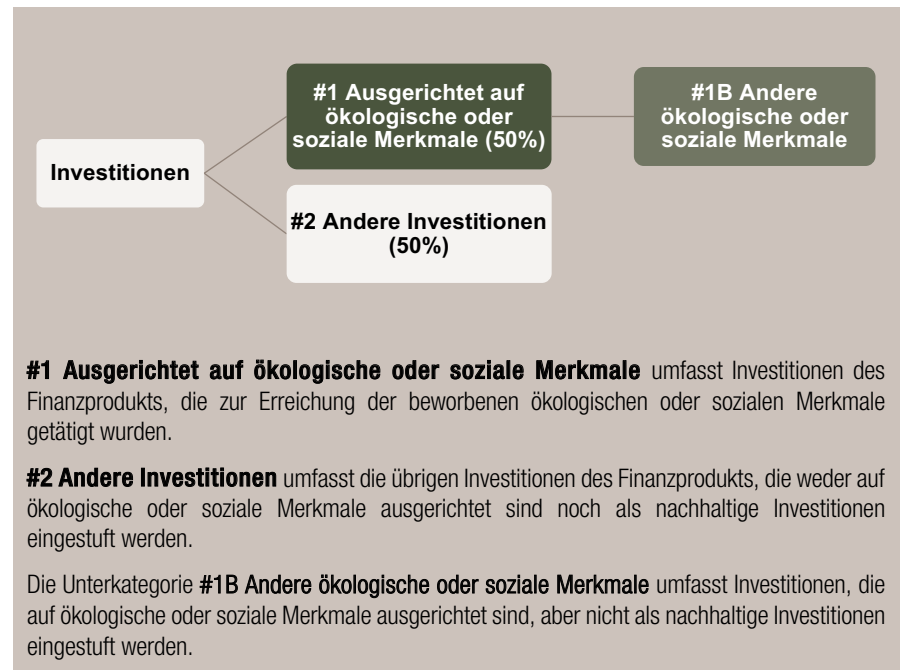 #1 Ausgerichtet auf
ökologische oder
soziale Merkmale (50%)
#1B Andere
ökologische oder
soziale Merkmale
Investitionen
#2 Andere Investitionen
(50%)
#1 Ausgerichtet auf ökologische oder soziale Merkmale umfasst Investitionen des
Finanzprodukts, die zur Erreichung der beworbenen ökologischen oder sozialen Merkmale
getätigt wurden.
#2 Andere Investitionen umfasst die übrigen Investitionen des Finanzprodukts, die weder auf
ökologische oder soziale Merkmale ausgerichtet sind noch als nachhaltige Investitionen
eingestuft werden.
Die Unterkategorie #1B Andere ökologische oder soziale Merkmale umfasst Investitionen, die
auf ökologische oder soziale Merkmale ausgerichtet sind, aber nicht als nachhaltige Investitionen
eingestuft werden.